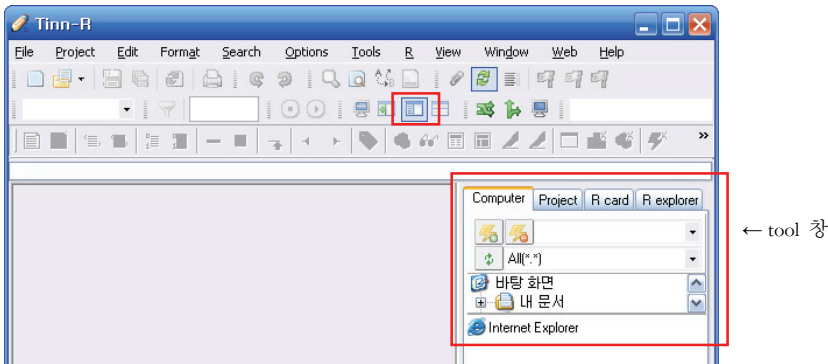 Tinn-R
File Project Edit Format Search Options Tools R View Window Web Help
»
Computer Project R card R explorer
← tool 창
All(*.*)
바탕 화면
내 문서
Internet Explorer